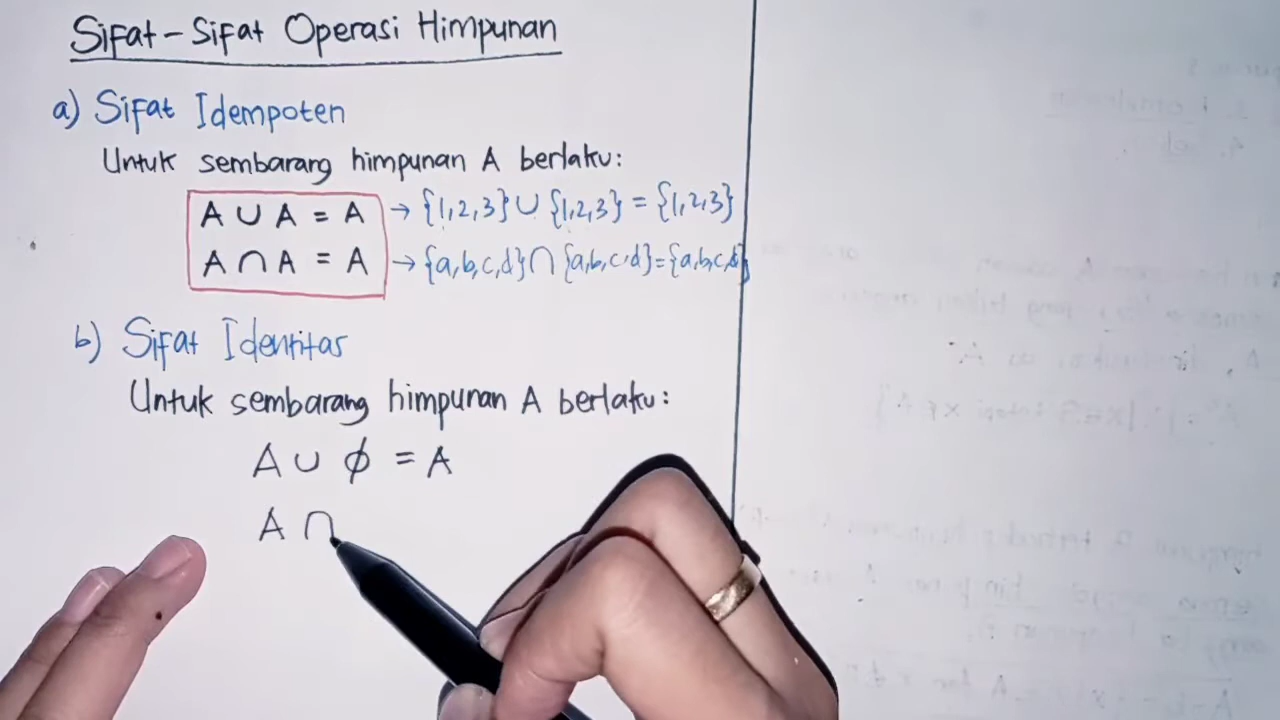 Sifat-Sifat Operasi Himpunan
a) Sifat Idempoten
Untuk sembarang himpunan A berlaku:
A ∪ A = A → {1,2,3} ∪ {1,2,3} = {1,2,3}
A ∩ A = A → {a,b,c,d} ∩ {a,b,c,d} = {a,b,c,d}
b) Sifat Identitas
Untuk sembarang himpunan A berlaku:
A ∪ ϕ = A
A ∩